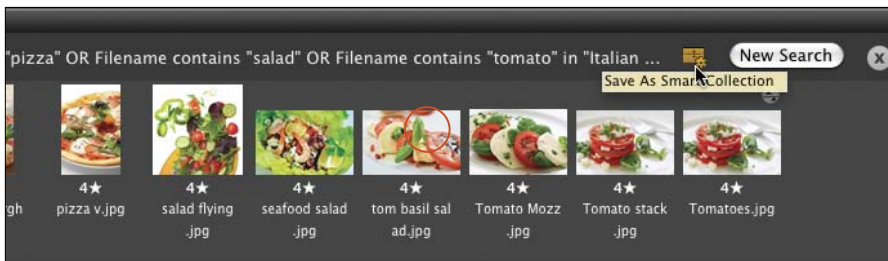 "pizza" OR Filename contains "salad" OR Filename contains "tomato" in "Italian ...
New Search
x
Save As Smart Collection
4★ 4★ 4★ 4★ 4★ 4★ 4★
gh pizza v.jpg salad flying seafood salad tom basil sal Tomato Mozz Tomato stack Tomatoes.jpg
.jpg .jpg ad.jpg .jpg .jpg